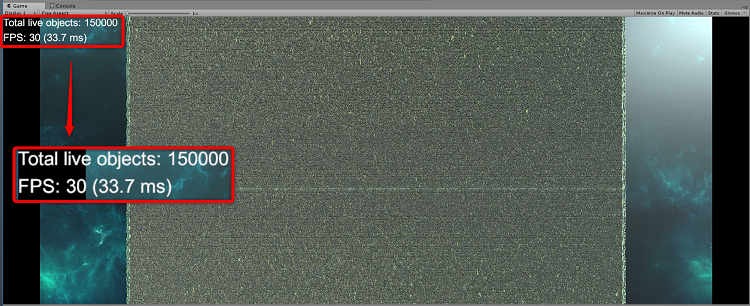 Game
Console
Display 1
Free Aspect
Scale
1x
Maximize On Play
Mute Audio
Stats
Gizmos
Total live objects: 150000
FPS: 30 (33.7 ms)
Total live objects: 150000
FPS: 30 (33.7 ms)